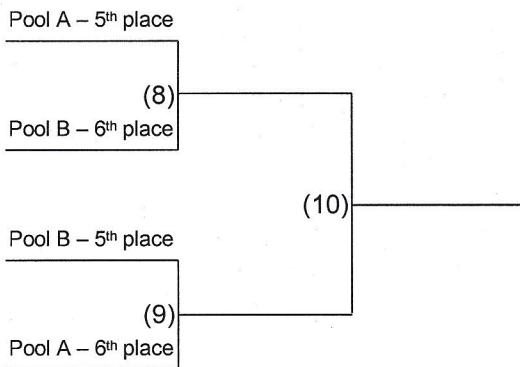 Pool A – 5th place
(8)
Pool B – 6th place
(10)
Pool B – 5th place
(9)
Pool A – 6th place